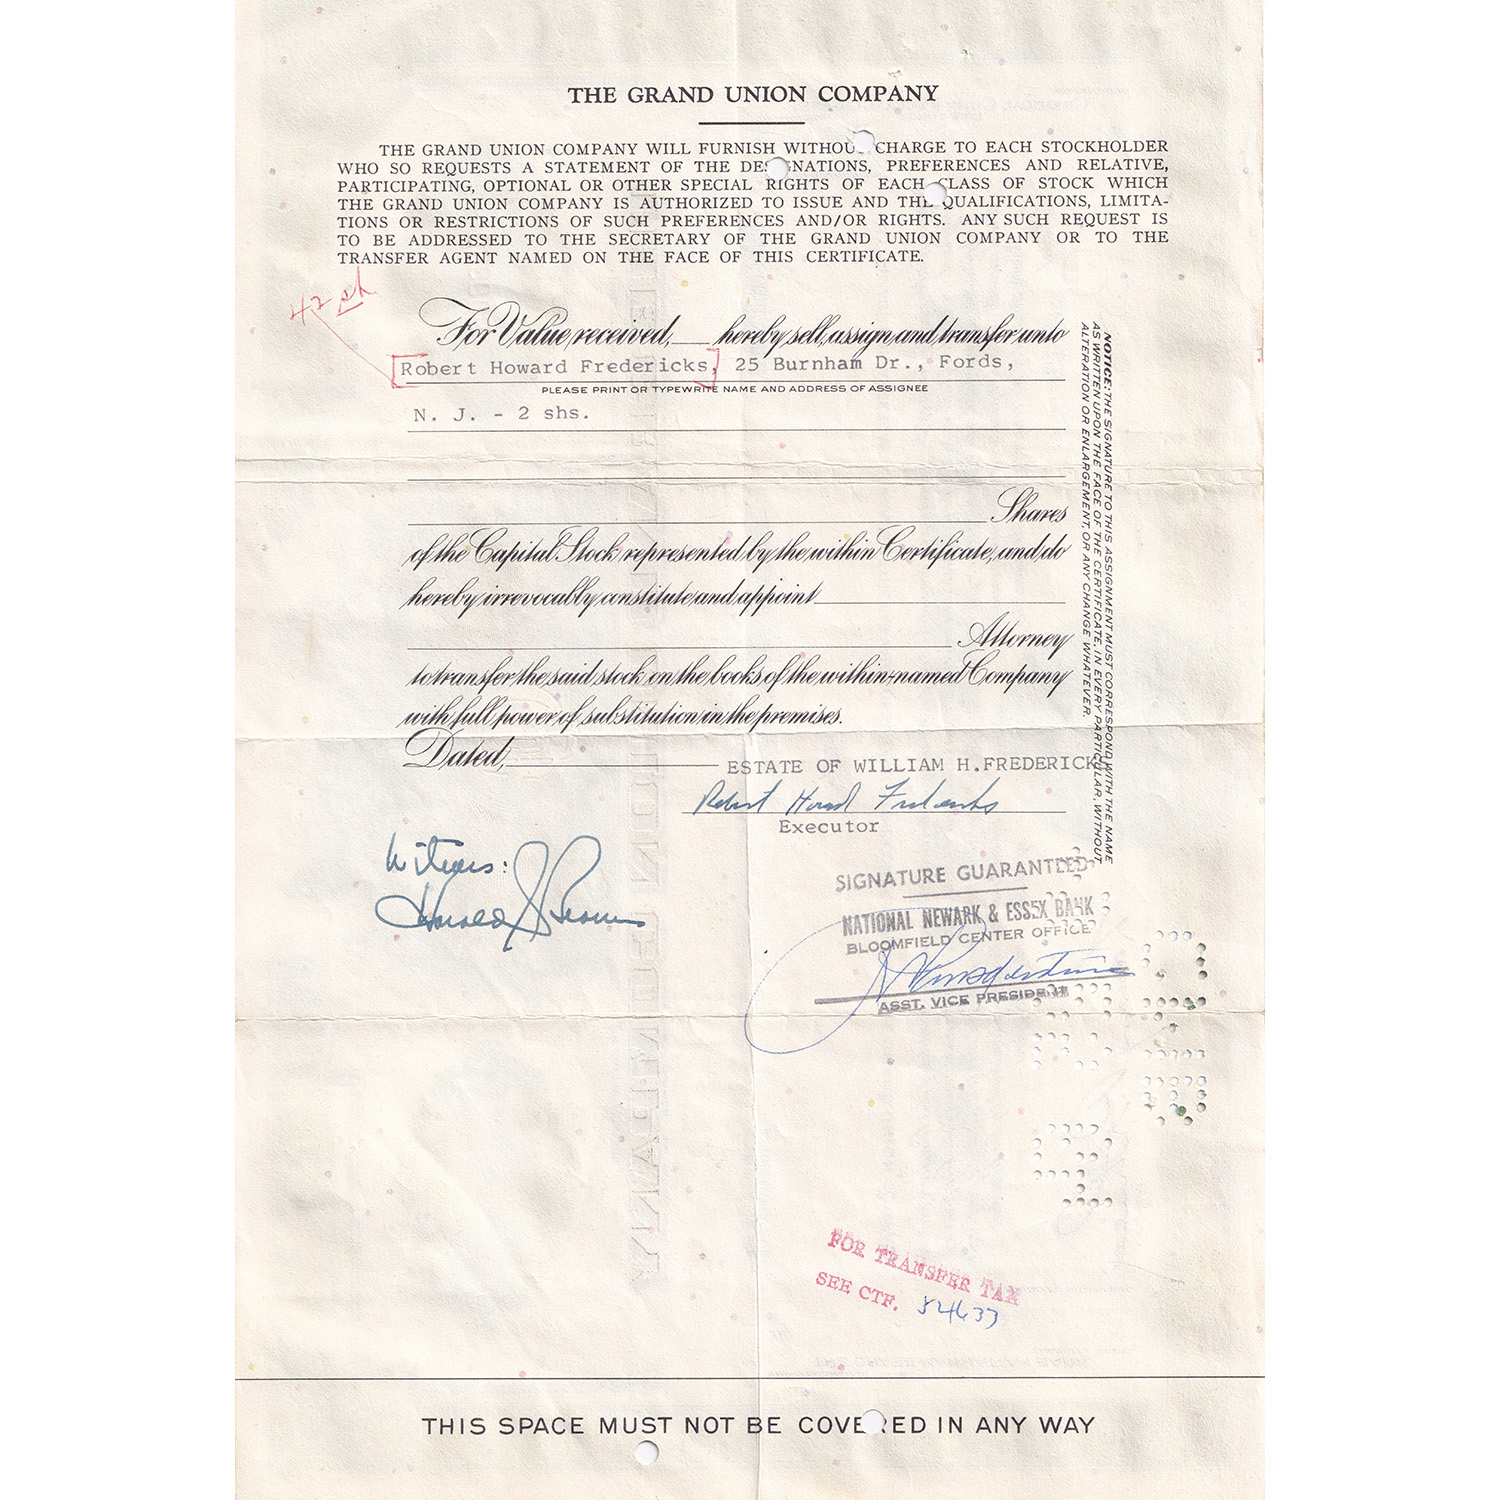 THE GRAND UNION COMPANY
THE GRAND UNION COMPANY WILL FURNISH WITHOU CHARGE TO EACH STOCKHOLDER
WHO SO REQUESTS A STATEMENT OF THE DESIGNATIONS, PREFERENCES AND RELATIVE,
PARTICIPATING, OPTIONAL OR OTHER SPECIAL RIGHTS OF EACH CLASS OF STOCK WHICH
THE GRAND UNION COMPANY IS AUTHORIZED TO ISSUE AND THE QUALIFICATIONS, LIMITA-
TIONS OR RESTRICTIONS OF SUCH PREFERENCES AND/OR RIGHTS. ANY SUCH REQUEST IS
TO BE ADDRESSED TO THE SECRETARY OF THE GRAND UNION COMPANY OR TO THE
TRANSFER AGENT NAMED ON THE FACE OF THIS CERTIFICATE.
42
For Value received, hereby sell, assign and transfer unto
Robert Howard Fredericks, 25 Burnham Dr., Fords,
PLEASE PRINT OR TYPEWRITE NAME AND ADDRESS OF ASSIGNEE
N. J. - 2 shs.
Shares
of the Capital Stock represented by the within Certificate, and do
hereby irrevocably constitute and appoint
Attorney
to transfer the said stock on the books of the within-named Company
with full power of substitution in the premises.
Dated,
NOTICE: THE SIGNATURE TO THIS ASSIGNMENT MUST CORRESPOND WITH THE NAME
AS WRITTEN UPON THE FACE OF THE CERTIFICATE, IN EVERY PARTICULAR, WITHOUT
ALTERATION OR ENLARGEMENT, OR ANY CHANGE WHATEVER.
ESTATE OF WILLIAM H.FREDERICK
Robert Howard Fredericks
Executor
Witness:
Harold
SIGNATURE GUARANTEED
NATIONAL NEWARK & ESSEX BANK
BLOOMFIELD CENTER OFFICE
ASST. VICE PRESIDENT
FOR TRANSFER TAX
SEE CTF. 54633
THIS SPACE MUST NOT BE COVERED IN ANY WAY